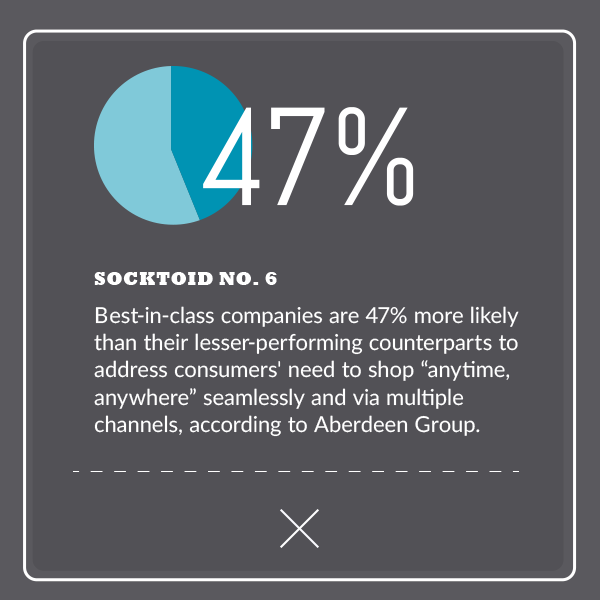 47%
SOCKTOID NO. 6
Best-in-class companies are 47% more likely
than their lesser-performing counterparts to
address consumers' need to shop “anytime,
anywhere” seamlessly and via multiple
channels, according to Aberdeen Group.